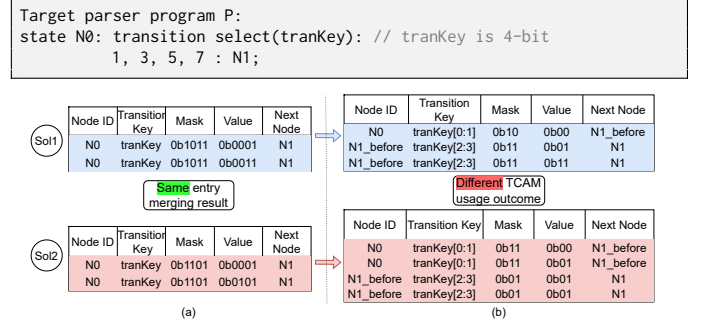 Target parser program P:
state N0: transition select(tranKey): // tranKey is 4-bit
1, 3, 5, 7 : N1;
Sol1
Node ID Transition Key Mask Value Next Node
N0 tranKey 0b1011 0b0001 N1
N0 tranKey 0b1011 0b0011 N1
Node ID Transition Key Mask Value Next Node
N0 tranKey[0:1] 0b10 0b00 N1_before
N1_before tranKey[2:3] 0b11 0b01 N1
N1_before tranKey[2:3] 0b11 0b11 N1
Same entry
merging result
Different TCAM
usage outcome
Sol2
Node ID Transition Key Mask Value Next Node
N0 tranKey 0b1101 0b0001 N1
N0 tranKey 0b1101 0b0101 N1
Node ID Transition Key Mask Value Next Node
N0 tranKey[0:1] 0b11 0b00 N1_before
N0 tranKey[0:1] 0b11 0b01 N1_before
N1_before tranKey[2:3] 0b01 0b01 N1
N1_before tranKey[2:3] 0b01 0b01 N1
(a)
(b)